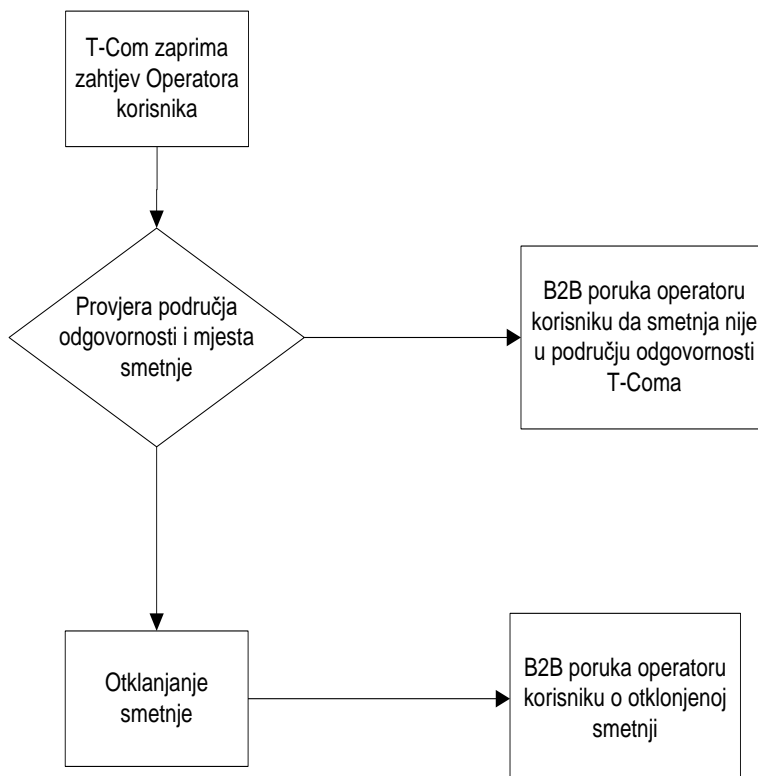 T-Com zaprima
zahtjev Operatora
korisnika
Provjera područja
odgovornosti i mjesta
smetnje
B2B poruka operatoru
korisniku da smetnja nije
u području odgovornosti
T-Coma
Otklanjanje
smetnje
B2B poruka operatoru
korisniku o otklonjenoj
smetnji